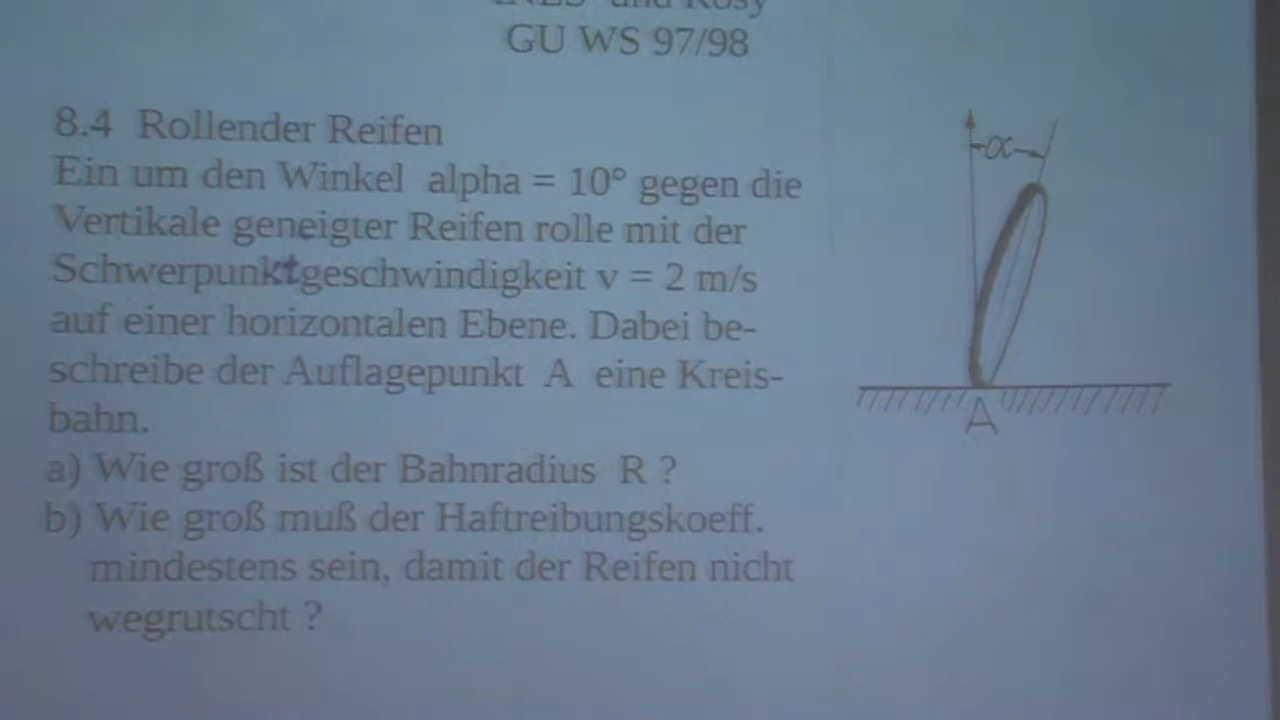 und Rosy
GU WS 97/98
8.4 Rollender Reifen
Ein um den Winkel alpha = 10° gegen die
Vertikale geneigter Reifen rolle mit der
Schwerpunktgeschwindigkeit v = 2 m/s
auf einer horizontalen Ebene. Dabei be-
schreibe der Auflagepunkt A eine Kreis-
bahn.
a) Wie groß ist der Bahnradius R ?
b) Wie groß muß der Haftreibungskoeff.
mindestens sein, damit der Reifen nicht
wegrutscht ?
α
A